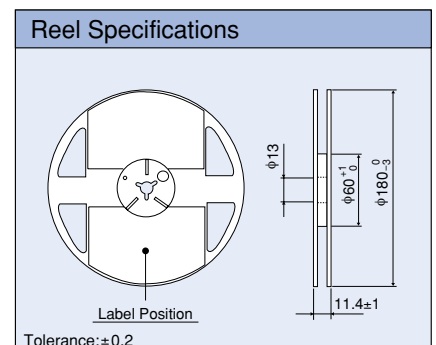 Reel Specifications
φ13
φ60 +1 0
φ180 0 -3
11.4±1
Label Position
Tolerance:±0.2